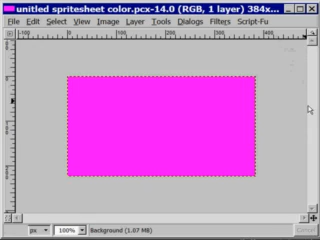 untitled spritesheet color.pcx-14.0 (RGB, 1 layer) 384x...
File Edit Select View Image Layer Tools Dialogs Filters Script-Fu
-100 0 100 200 300 400
px 100% Background (1.87 MB) Cancel